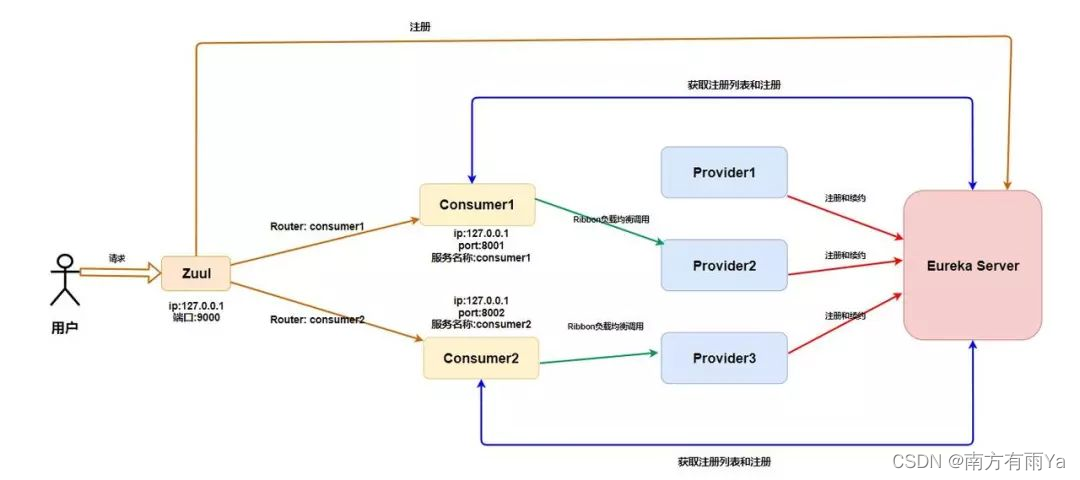 注册
获取注册列表和注册
Provider1
Consumer1
注册和续约
Router: consumer1
Ribbon负载均衡调用
ip:127.0.0.1
port:8001
服务名称:consumer1
请求
Zuul
Provider2
注册和续约
Eureka Server
用户
ip:127.0.0.1
端口:9000
ip:127.0.0.1
port:8002
服务名称:consumer2
Router: consumer2
Ribbon负载均衡调用
注册和续约
Consumer2
Provider3
获取注册列表和注册
CSDN @南方有雨Ya